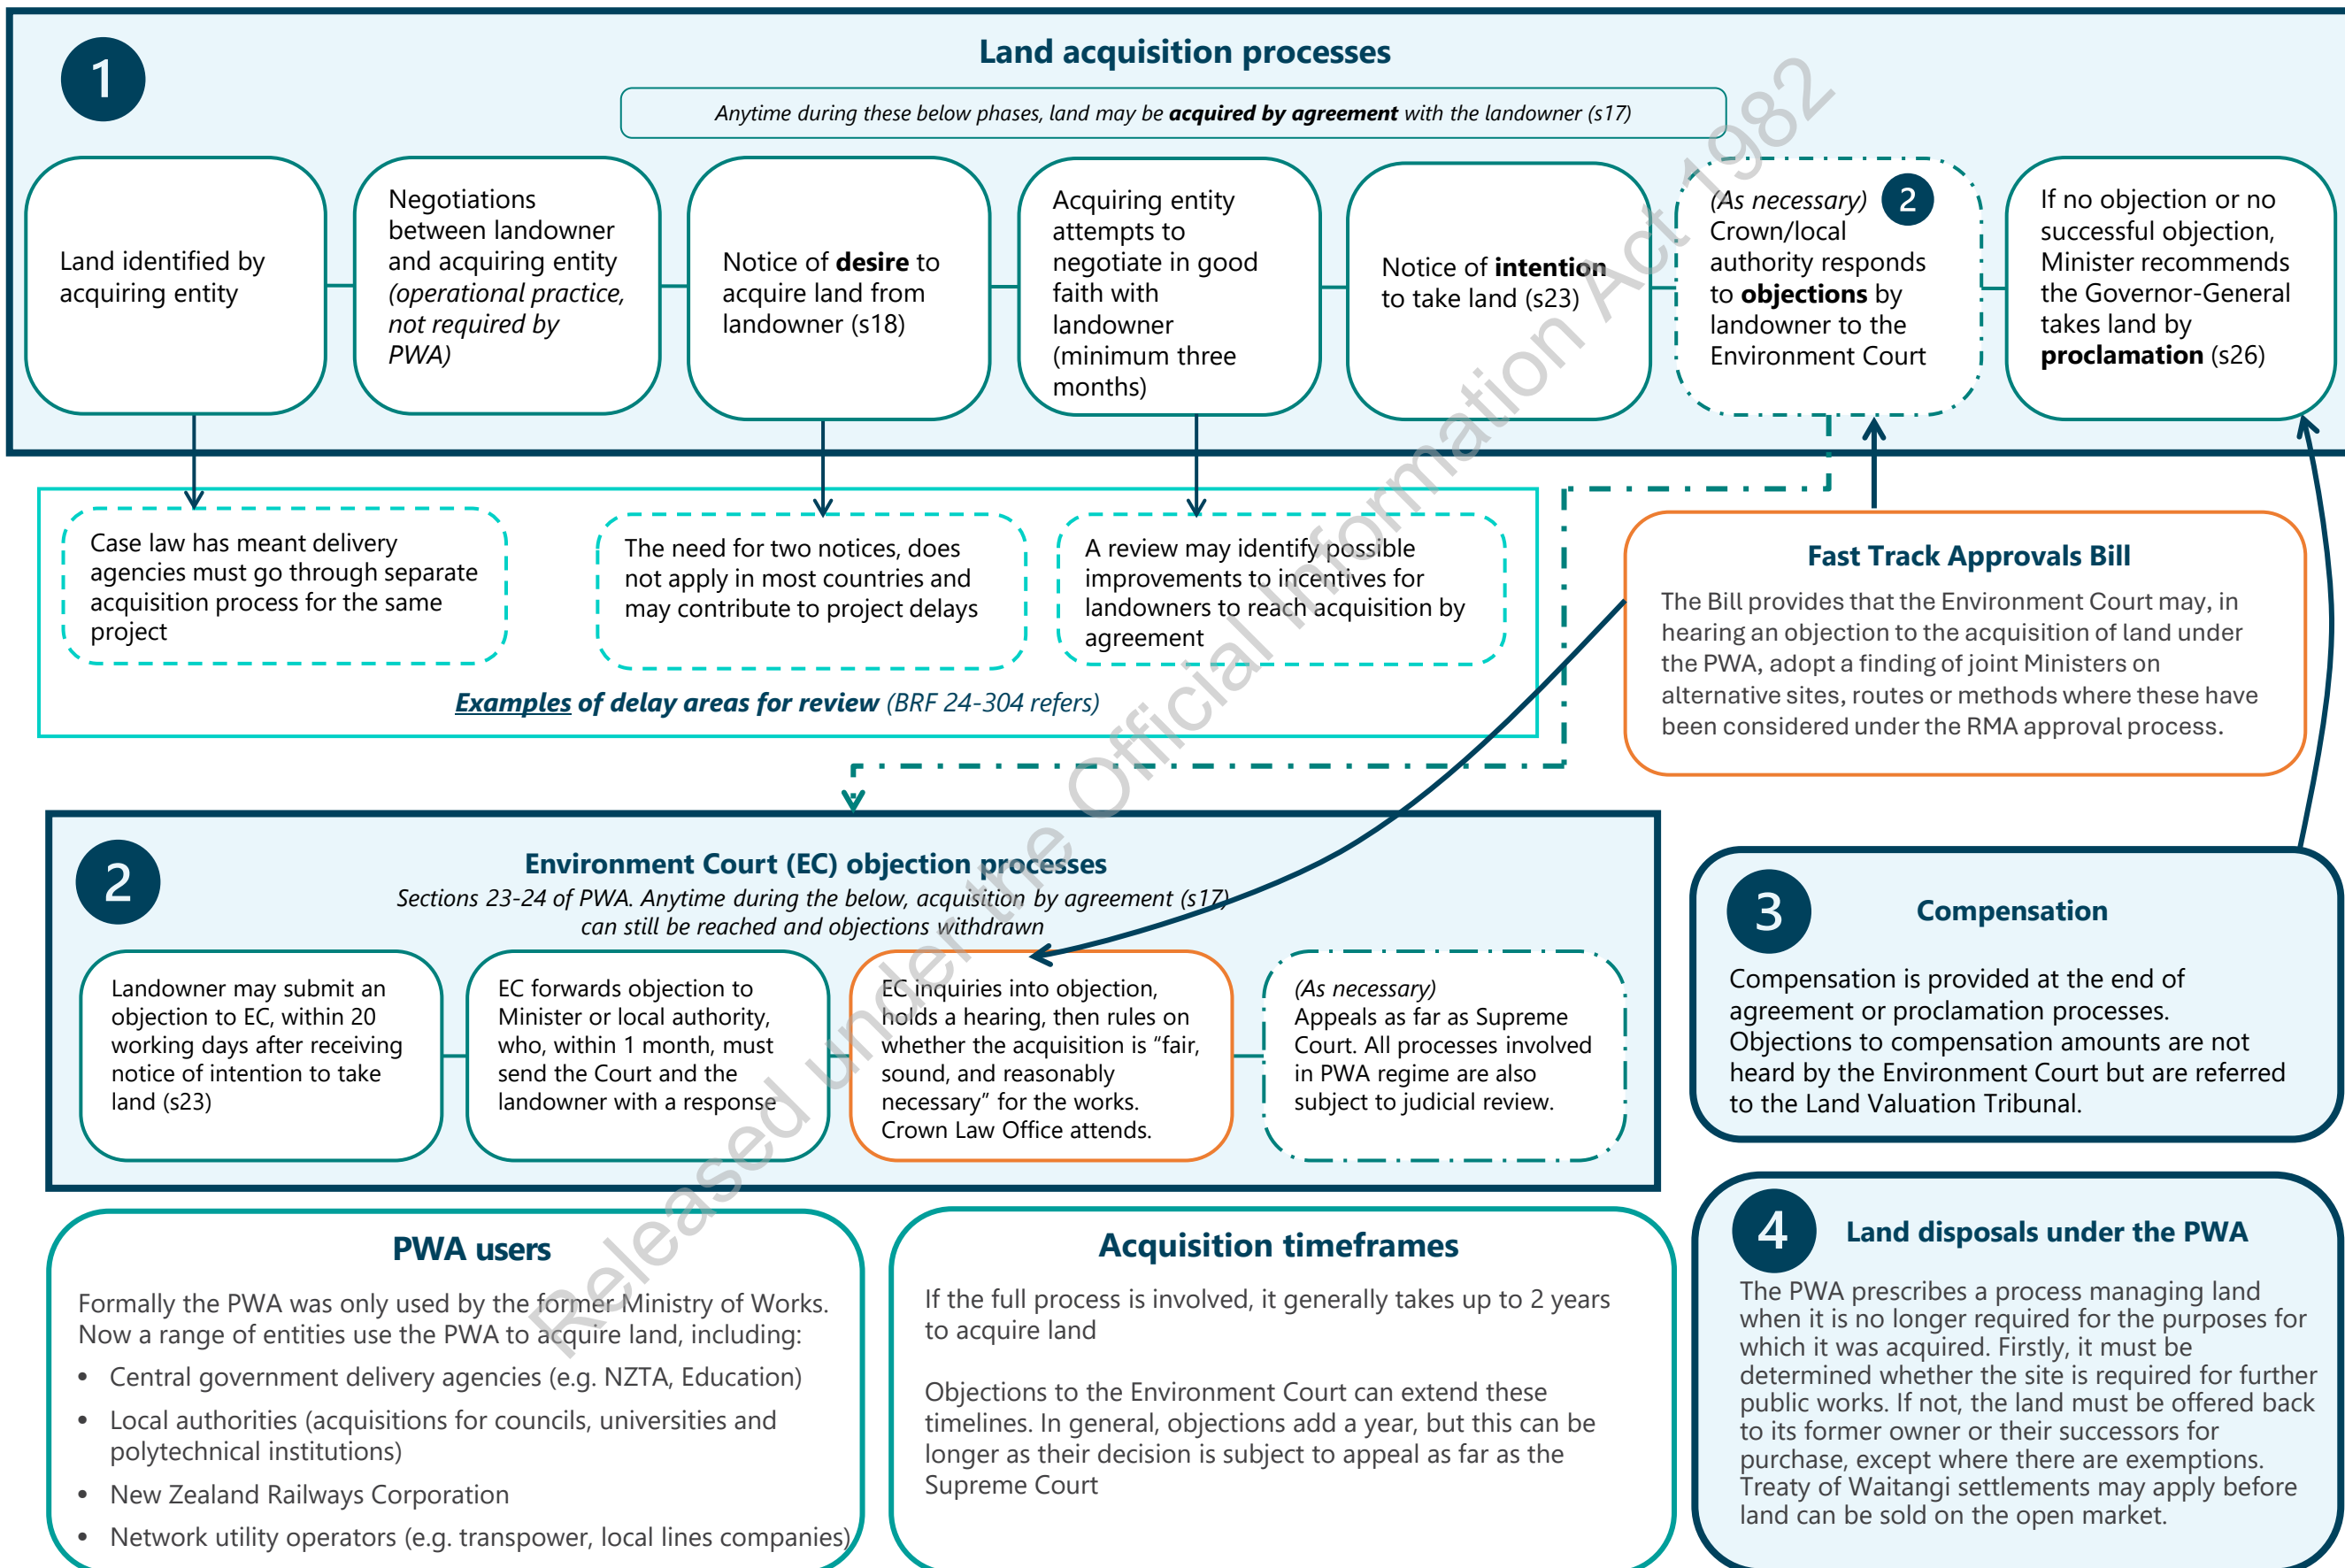 1
Land acquisition processes
Anytime during these below phases, land may be acquired by agreement with the landowner (s17)
Land identified by
acquiring entity
Negotiations
between landowner
and acquiring entity
(operational practice,
not required by
PWA)
Notice of desire to
acquire land from
landowner (s18)
Acquiring entity
attempts to
negotiate in good
faith with
landowner
(minimum three
months)
Notice of intention
to take land (s23)
(As necessary)
2
Crown/local
authority responds
to objections by
landowner to the
Environment Court
If no objection or no
successful objection,
Minister recommends
the Governor-General
takes land by
proclamation (s26)
Case law has meant delivery
agencies must go through separate
acquisition process for the same
project
The need for two notices, does
not apply in most countries and
may contribute to project delays
A review may identify possible
improvements to incentives for
landowners to reach acquisition by
agreement
Examples of delay areas for review (BRF 24-304 refers)
Fast Track Approvals Bill
The Bill provides that the Environment Court may, in
hearing an objection to the acquisition of land under
the PWA, adopt a finding of joint Ministers on
alternative sites, routes or methods where these have
been considered under the RMA approval process.
2
Environment Court (EC) objection processes
Sections 23-24 of PWA. Anytime during the below, acquisition by agreement (s17)
can still be reached and objections withdrawn
Landowner may submit an
objection to EC, within 20
working days after receiving
notice of intention to take
land (s23)
EC forwards objection to
Minister or local authority,
who, within 1 month, must
send the Court and the
landowner with a response
EC inquiries into objection,
holds a hearing, then rules on
whether the acquisition is “fair,
sound, and reasonably
necessary” for the works.
Crown Law Office attends.
(As necessary)
Appeals as far as Supreme
Court. All processes involved
in PWA regime are also
subject to judicial review.
3
Compensation
Compensation is provided at the end of
agreement or proclamation processes.
Objections to compensation amounts are not
heard by the Environment Court but are referred
to the Land Valuation Tribunal.
PWA users
Formally the PWA was only used by the former Ministry of Works.
Now a range of entities use the PWA to acquire land, including:
• Central government delivery agencies (e.g. NZTA, Education)
• Local authorities (acquisitions for councils, universities and
polytechnical institutions)
• New Zealand Railways Corporation
• Network utility operators (e.g. transpower, local lines companies)
Acquisition timeframes
If the full process is involved, it generally takes up to 2 years
to acquire land
Objections to the Environment Court can extend these
timelines. In general, objections add a year, but this can be
longer as their decision is subject to appeal as far as the
Supreme Court
4
Land disposals under the PWA
The PWA prescribes a process managing land
when it is no longer required for the purposes for
which it was acquired. Firstly, it must be
determined whether the site is required for further
public works. If not, the land must be offered back
to its former owner or their successors for
purchase, except where there are exemptions.
Treaty of Waitangi settlements may apply before
land can be sold on the open market.
Released under the Official Information Act 1982